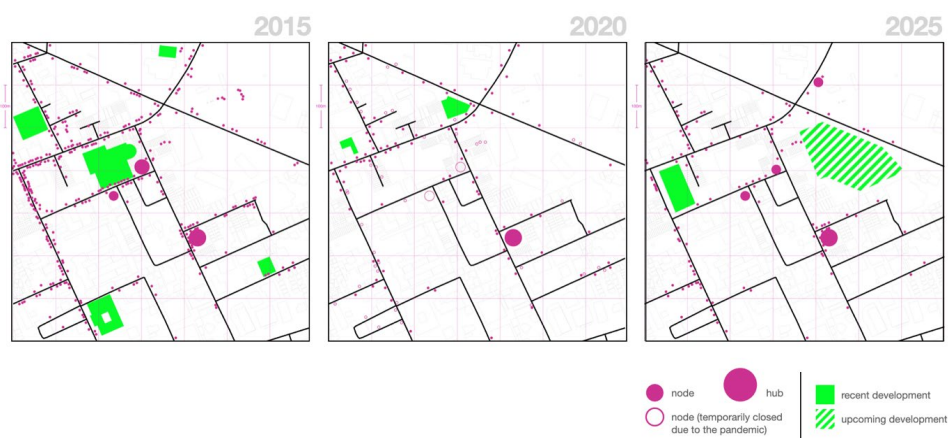 2015
2020
2025
node
hub
node (temporarily closed
due to the pandemic)
recent development
upcoming development